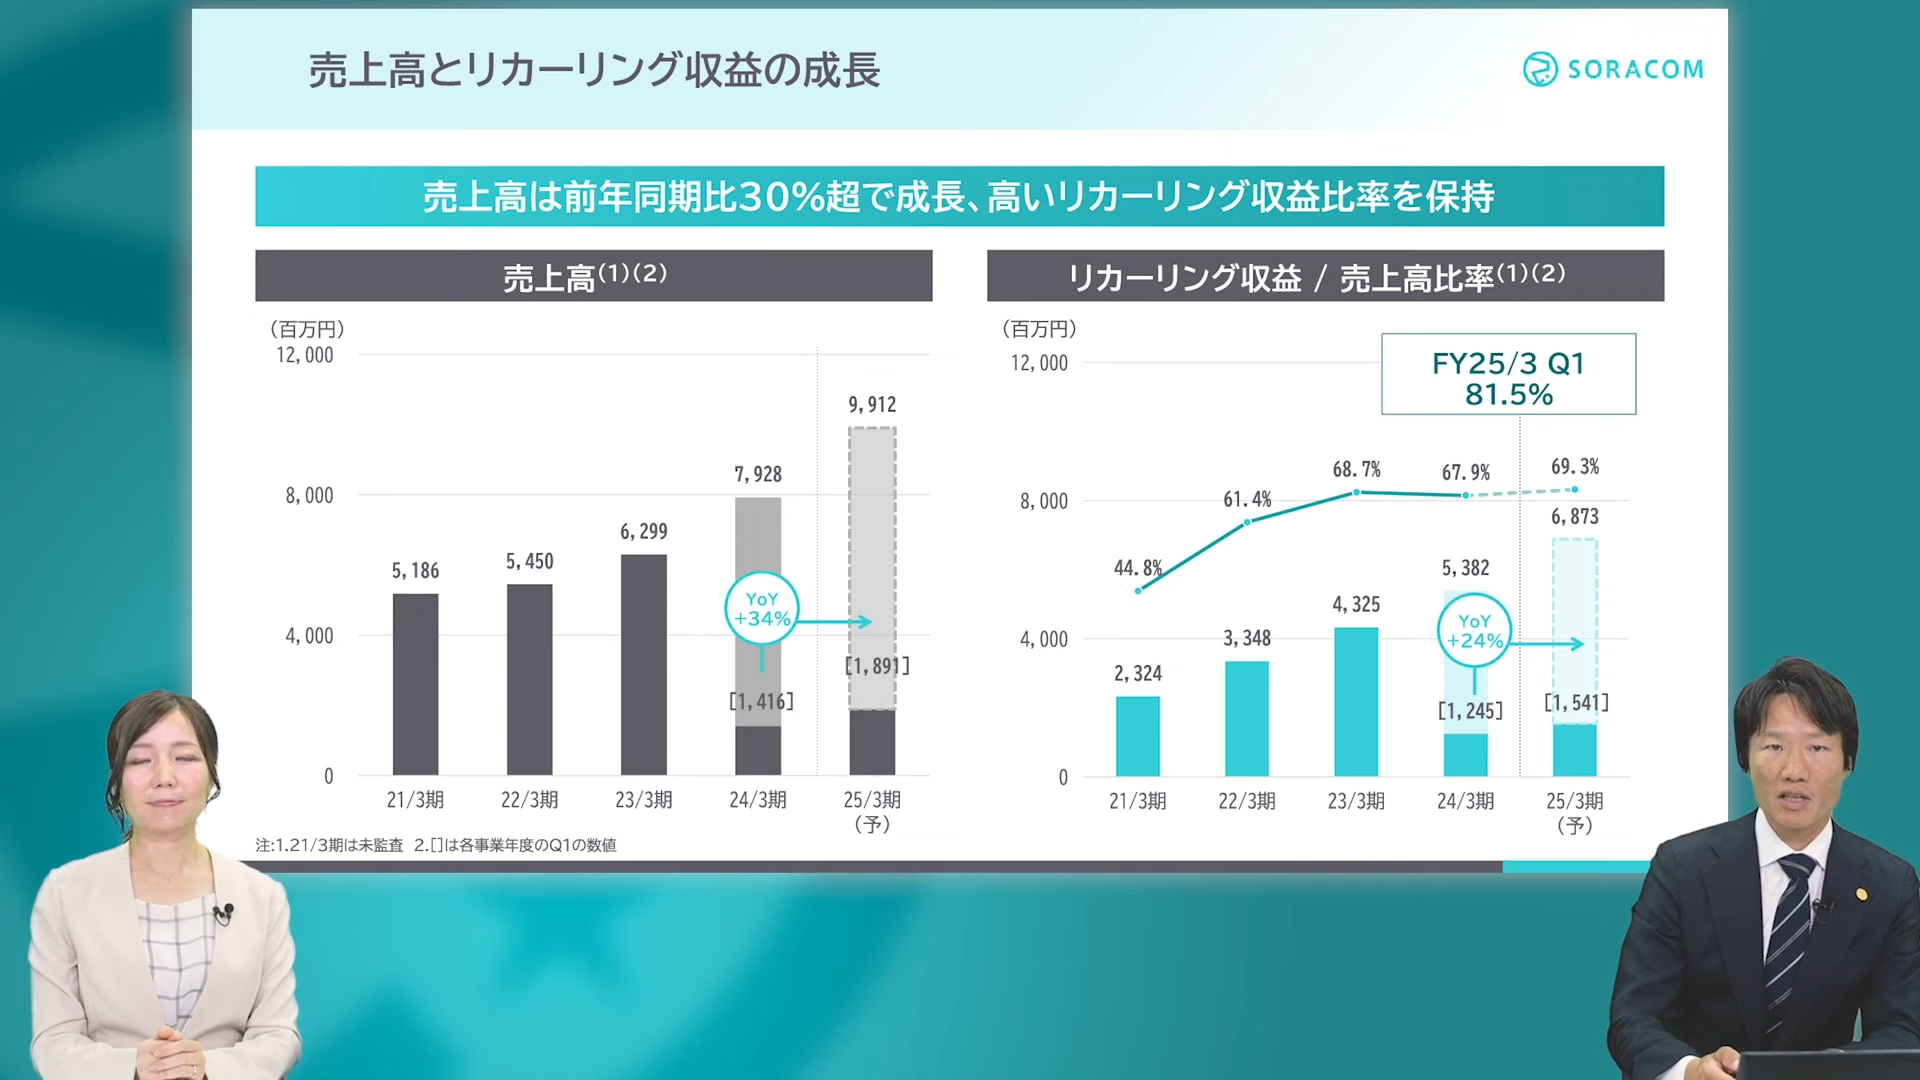 売上高とリカーリング収益の成長
SORACOM
売上高は前年同期比30%超で成長、高いリカーリング収益比率を保持
売上高(1)(2)
(百万円)
12,000
8,000
4,000
0
5,186
5,450
6,299
7,928
9,912
YoY
+34%
[1,416]
[1,891]
21/3期
22/3期
23/3期
24/3期
25/3期
(予)
リカーリング収益 / 売上高比率(1)(2)
(百万円)
12,000
8,000
4,000
0
FY25/3 Q1
81.5%
44.8%
61.4%
68.7%
67.9%
69.3%
2,324
3,348
4,325
5,382
6,873
YoY
+24%
[1,245]
[1,541]
21/3期
22/3期
23/3期
24/3期
25/3期
(予)
注:1.21/3期は未監査 2.[]は各事業年度のQ1の数値